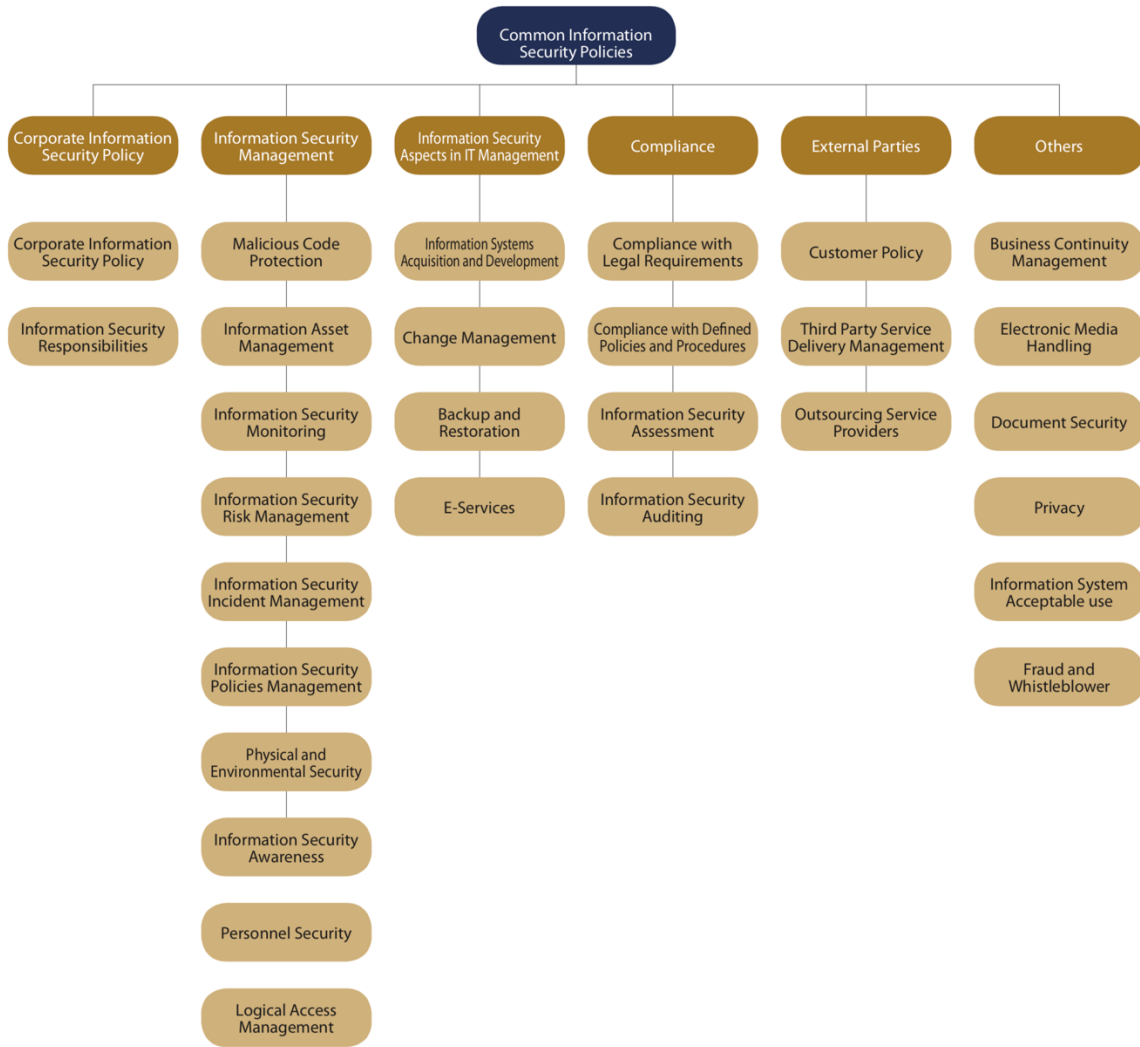 Common Information
Security Policies
Corporate Information
Security Policy
Information Security
Management
Information Security
Aspects in IT Management
Compliance
External Parties
Others
Corporate Information
Security Policy
Information Security
Responsibilities
Malicious Code
Protection
Information Asset
Management
Information Security
Monitoring
Information Security
Risk Management
Information Security
Incident Management
Information Security
Policies Management
Physical and
Environmental Security
Information Security
Awareness
Personnel Security
Logical Access
Management
Information Systems
Acquisition and Development
Change Management
Backup and
Restoration
E-Services
Compliance with
Legal Requirements
Compliance with Defined
Policies and Procedures
Information Security
Assessment
Information Security
Auditing
Customer Policy
Third Party Service
Delivery Management
Outsourcing Service
Providers
Business Continuity
Management
Electronic Media
Handling
Document Security
Privacy
Information System
Acceptable use
Fraud and
Whistleblower